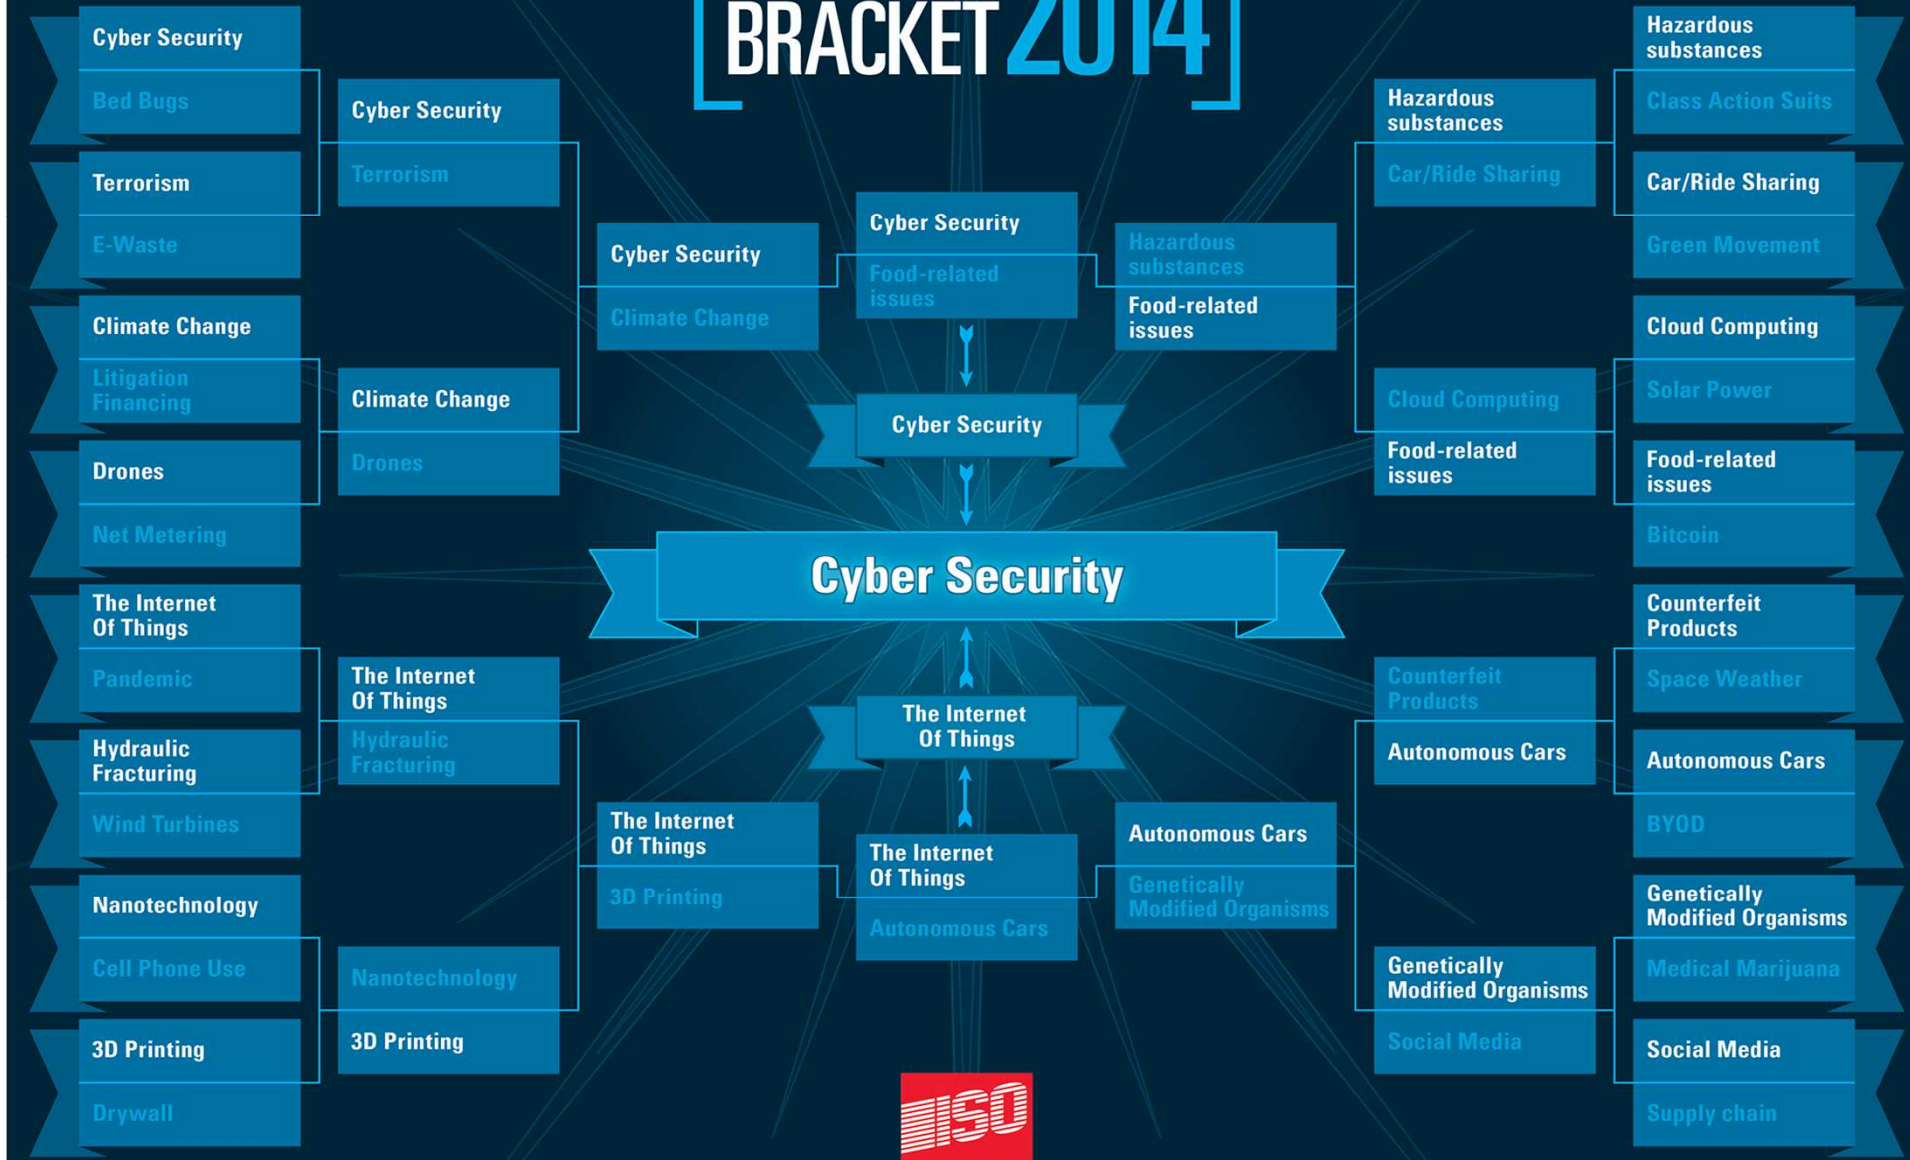 BRACKET 2014
Cyber Security
Bed Bugs
Terrorism
E-Waste
Climate Change
Litigation
Financing
Drones
Net Metering
The Internet
Of Things
Pandemic
Hydraulic
Fracturing
Wind Turbines
Nanotechnology
Cell Phone Use
3D Printing
Drywall
Cyber Security
Terrorism
Climate Change
Drones
The Internet
Of Things
Hydraulic
Fracturing
Nanotechnology
3D Printing
Cyber Security
Climate Change
The Internet
Of Things
3D Printing
Cyber Security
Food-related
issues
Cyber Security
Cyber Security
The Internet
Of Things
The Internet
Of Things
Autonomous Cars
ISO
Hazardous
substances
Food-related
issues
Autonomous Cars
Genetically
Modified Organisms
Hazardous
substances
Car/Ride Sharing
Cloud Computing
Food-related
issues
Counterfeit
Products
Autonomous Cars
Genetically
Modified Organisms
Social Media
Hazardous
substances
Class Action Suits
Car/Ride Sharing
Green Movement
Cloud Computing
Solar Power
Food-related
issues
Bitcoin
Counterfeit
Products
Space Weather
Autonomous Cars
BYOD
Genetically
Modified Organisms
Medical Marijuana
Social Media
Supply chain